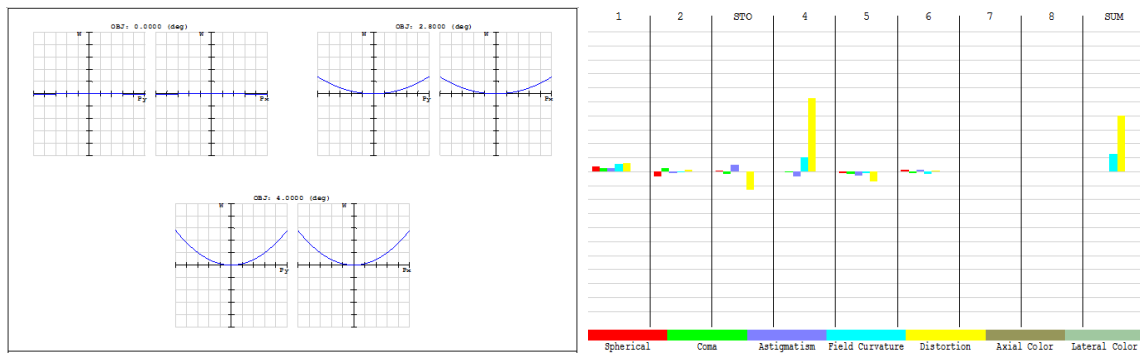 OBJ: 0.0000 (deg)
W
W
Py
Px
OBJ: 2.8000 (deg)
W
W
Py
Px
OBJ: 4.0000 (deg)
W
W
Py
Px
1 2 STO 4 5 6 7 8 SUM
Spherical Coma Astigmatism Field Curvature Distortion Axial Color Lateral Color